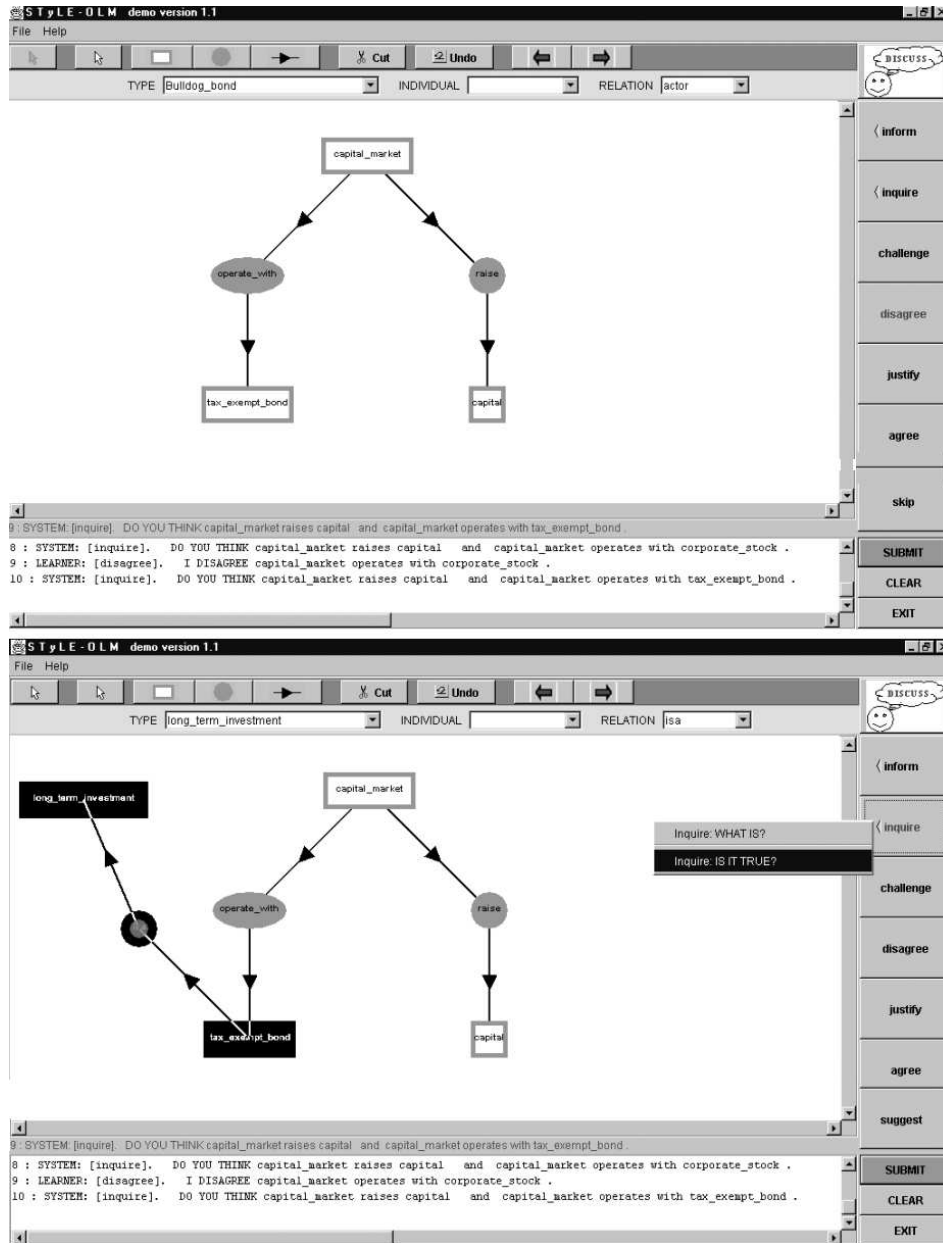 STyLE-OLM demo version 1.1
File Help
Cut Undo
DISCUSS
TYPE Bulldog_bond INDIVIDUAL RELATION actor
inform
capital_market
inquire
challenge
operate_with raise
disagree
justify
tax_exempt_bond capital
agree
skip
9 : SYSTEM: [inquire]. DO YOU THINK capital_market raises capital and capital_market operates with tax_exempt_bond .
8 : SYSTEM: [inquire]. DO YOU THINK capital_market raises capital and capital_market operates with corporate_stock .
9 : LEARNER: [disagree]. I DISAGREE capital_market operates with corporate_stock .
10 : SYSTEM: [inquire]. DO YOU THINK capital_market raises capital and capital_market operates with tax_exempt_bond .
SUBMIT
CLEAR
EXIT
STyLE-OLM demo version 1.1
File Help
Cut Undo
DISCUSS
TYPE long_term_investment INDIVIDUAL RELATION isa
inform
capital_market
long_term_investment
Inquire: WHAT IS?
inquire
Inquire: IS IT TRUE?
challenge
operate_with raise
disagree
justify
tax_exempt_bond capital
agree
suggest
9 : SYSTEM: [inquire]. DO YOU THINK capital_market raises capital and capital_market operates with tax_exempt_bond .
8 : SYSTEM: [inquire]. DO YOU THINK capital_market raises capital and capital_market operates with corporate_stock .
9 : LEARNER: [disagree]. I DISAGREE capital_market operates with corporate_stock .
10 : SYSTEM: [inquire]. DO YOU THINK capital_market raises capital and capital_market operates with tax_exempt_bond .
SUBMIT
CLEAR
EXIT